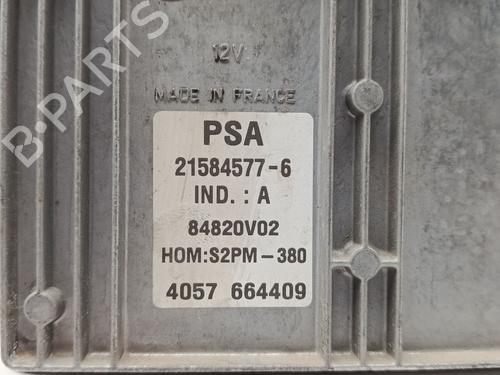 12V
MADE IN FRANCE
PSA
21584577-6
IND. : A
84820V02
HOM:S2PM-380
4057 664409
B-PARTS